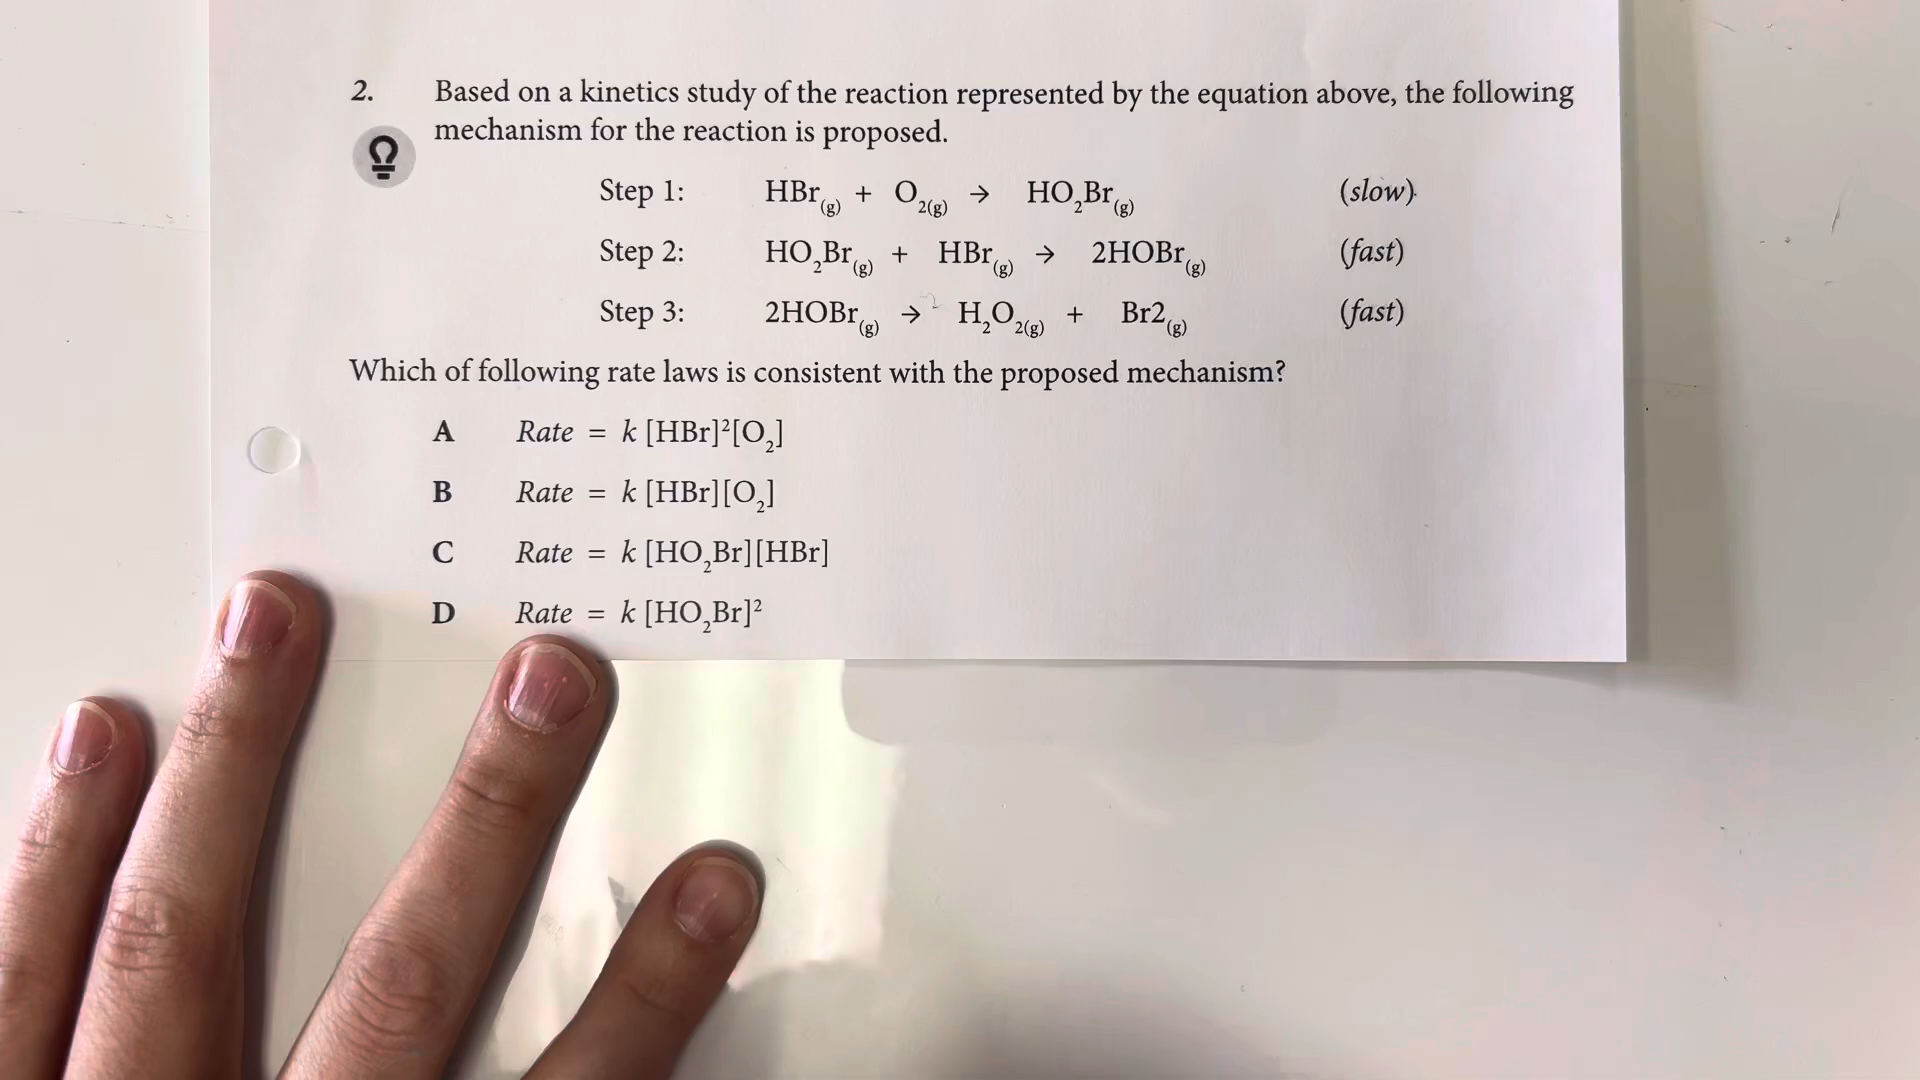 2. Based on a kinetics study of the reaction represented by the equation above, the following
mechanism for the reaction is proposed.
Step 1: HBr(g) + O2(g) → HO2Br(g) (slow)
Step 2: HO2Br(g) + HBr(g) → 2HOBr(g) (fast)
Step 3: 2HOBr(g) → H2O2(g) + Br2(g) (fast)
Which of following rate laws is consistent with the proposed mechanism?
A Rate = k [HBr]²[O2]
B Rate = k [HBr][O2]
C Rate = k [HO2Br][HBr]
D Rate = k [HO2Br]²